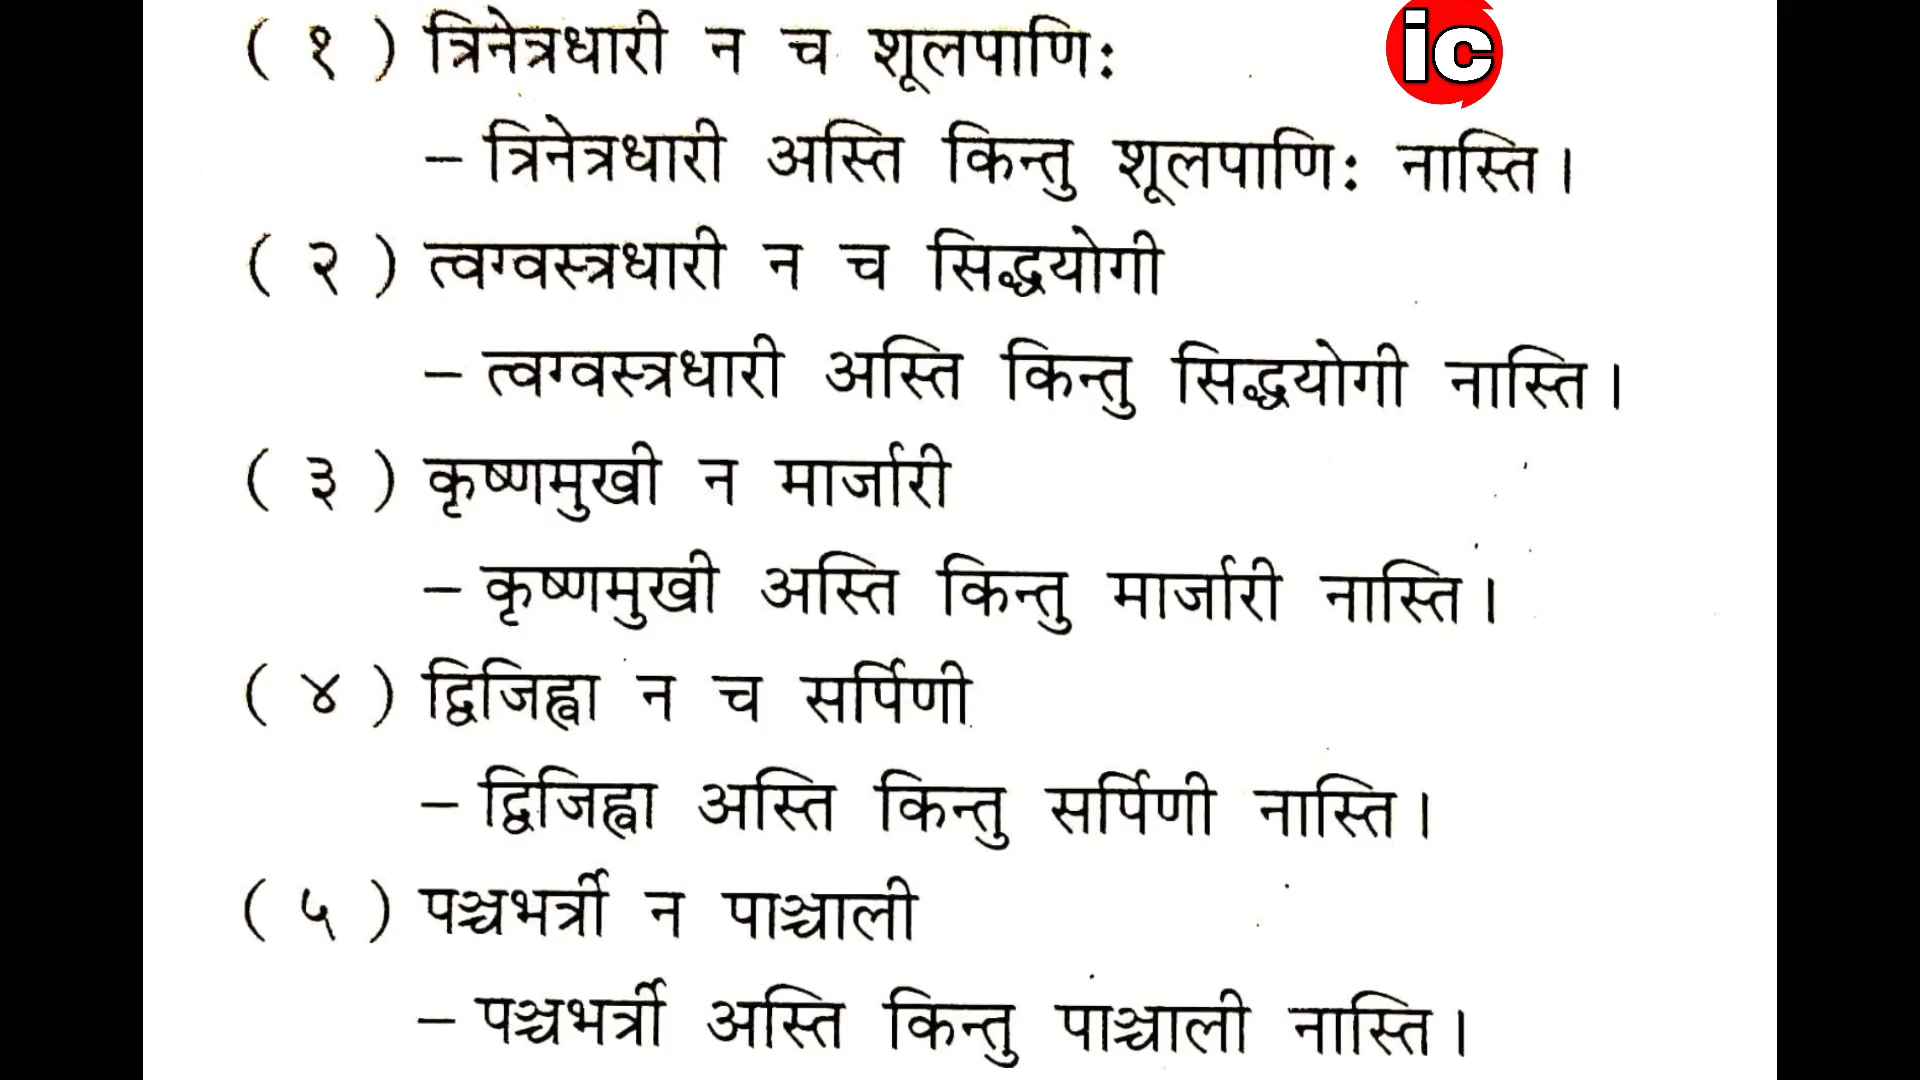 ( १ ) त्रिनेत्रधारी न च शूलपाणिः
ic
– त्रिनेत्रधारी अस्ति किन्तु शूलपाणिः नास्ति।
( २ ) त्वग्वस्त्रधारी न च सिद्धयोगी
– त्वग्वस्त्रधारी अस्ति किन्तु सिद्धयोगी नास्ति।
( ३ ) कृष्णमुखी न मार्जारी
– कृष्णमुखी अस्ति किन्तु मार्जारी नास्ति।
( ४ ) द्विजिह्वा न च सर्पिणी
– द्विजिह्वा अस्ति किन्तु सर्पिणी नास्ति।
( ५ ) पञ्चभर्त्री न पाञ्चाली
– पञ्चभर्त्री अस्ति किन्तु पाञ्चाली नास्ति।